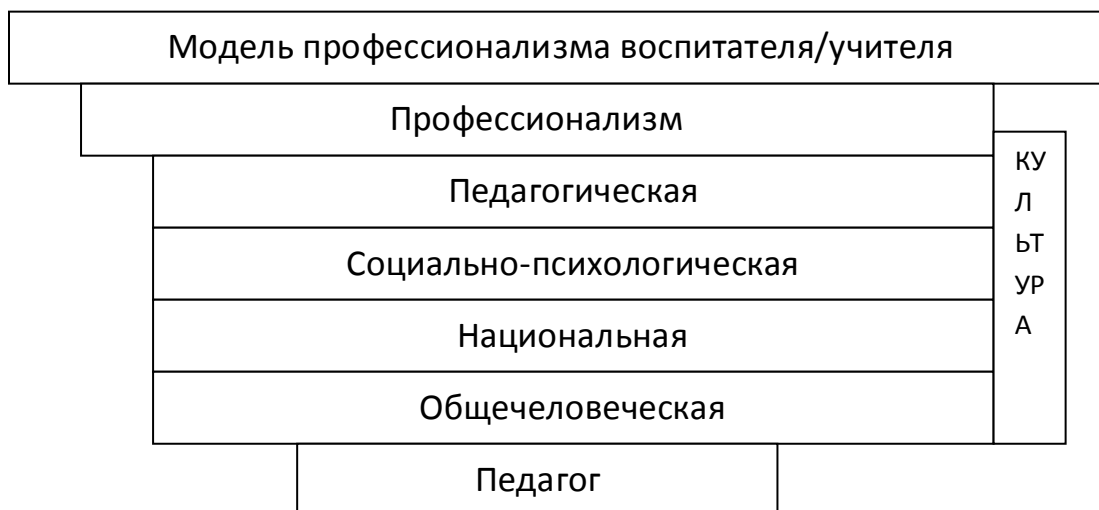 Модель профессионализма воспитателя/учителя
Профессионализм
Педагогическая
Социально-психологическая
Национальная
Общечеловеческая
Педагог
КУ
Л
ЬТ
УР
А